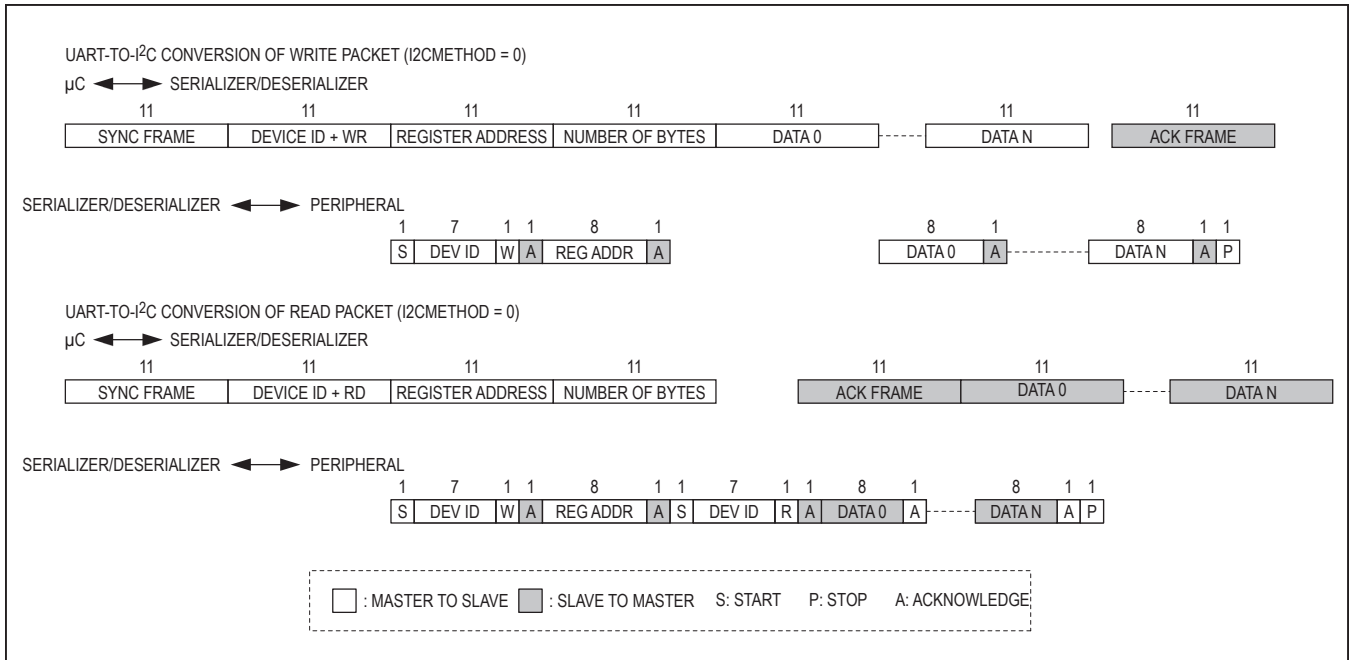 UART-TO-I2C CONVERSION OF WRITE PACKET (I2CMETHOD = 0)
µC SERIALIZER/DESERIALIZER
11 11 11 11 11 11 11
SYNC FRAME DEVICE ID + WR REGISTER ADDRESS NUMBER OF BYTES DATA 0 DATA N ACK FRAME
SERIALIZER/DESERIALIZER PERIPHERAL
1 7 1 1 8 1 8 1 8 1 1
S DEV ID W A REG ADDR A DATA 0 A DATA N A P
UART-TO-I2C CONVERSION OF READ PACKET (I2CMETHOD = 0)
µC SERIALIZER/DESERIALIZER
11 11 11 11 11 11 11
SYNC FRAME DEVICE ID + RD REGISTER ADDRESS NUMBER OF BYTES ACK FRAME DATA 0 DATA N
SERIALIZER/DESERIALIZER PERIPHERAL
1 7 1 1 8 1 1 7 1 1 8 1 8 1 1
S DEV ID W A REG ADDR A S DEV ID R A DATA 0 A DATA N A P
: MASTER TO SLAVE : SLAVE TO MASTER S: START P: STOP A: ACKNOWLEDGE